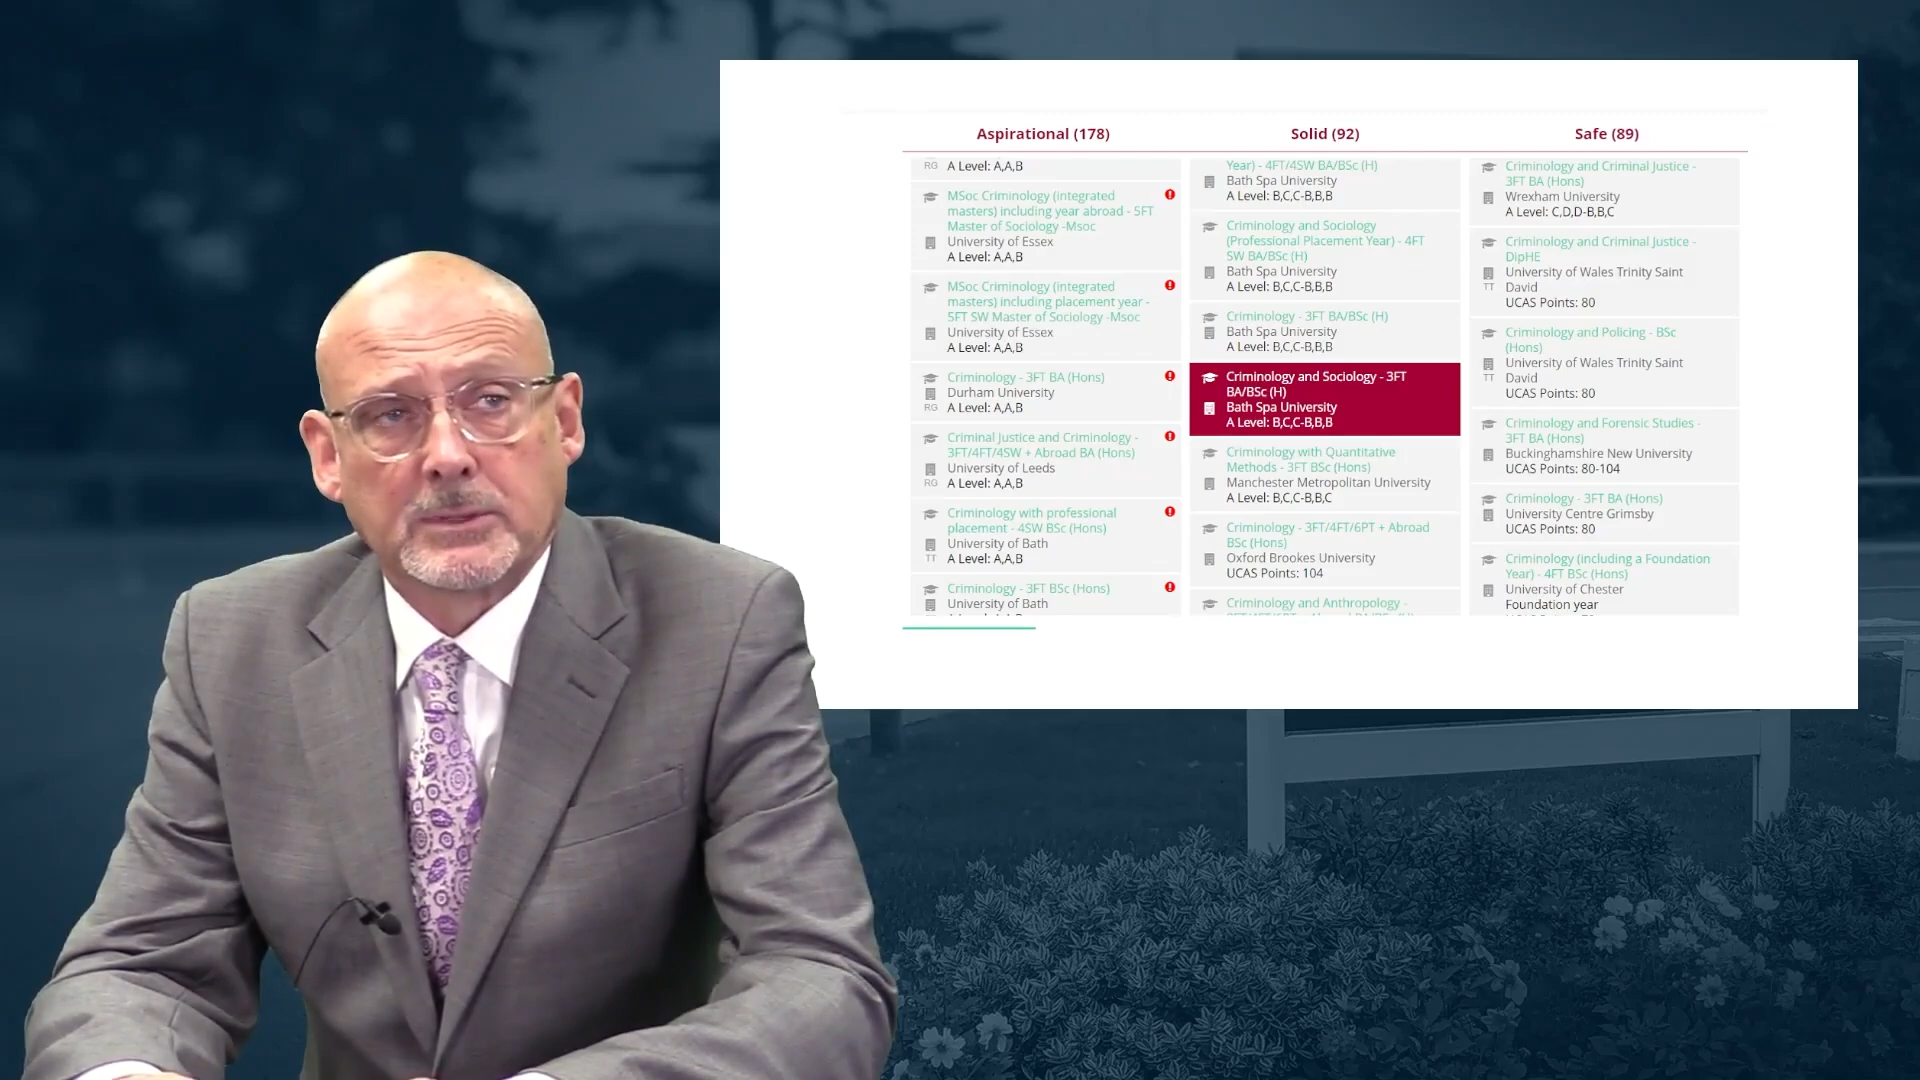 Aspirational (178)
Solid (92)
Safe (89)
RG A Level: A,A,B
MSoc Criminology (integrated
masters) including year abroad - 5FT
Master of Sociology -Msoc
University of Essex
A Level: A,A,B
MSoc Criminology (integrated
masters) including placement year -
5FT SW Master of Sociology -Msoc
University of Essex
A Level: A,A,B
Criminology - 3FT BA (Hons)
Durham University
RG A Level: A,A,B
Criminal Justice and Criminology -
3FT/4FT/4SW + Abroad BA (Hons)
University of Leeds
RG A Level: A,A,B
Criminology with professional
placement - 4SW BSc (Hons)
University of Bath
TT A Level: A,A,B
Criminology - 3FT BSc (Hons)
University of Bath
Year) - 4FT/4SW BA/BSc (H)
Bath Spa University
A Level: B,C,C-B,B,B
Criminology and Sociology
(Professional Placement Year) - 4FT
SW BA/BSc (H)
Bath Spa University
A Level: B,C,C-B,B,B
Criminology - 3FT BA/BSc (H)
Bath Spa University
A Level: B,C,C-B,B,B
Criminology and Sociology - 3FT
BA/BSc (H)
Bath Spa University
A Level: B,C,C-B,B,B
Criminology with Quantitative
Methods - 3FT BSc (Hons)
Manchester Metropolitan University
A Level: B,C,C-B,B,C
Criminology - 3FT/4FT/6PT + Abroad
BSc (Hons)
Oxford Brookes University
UCAS Points: 104
Criminology and Anthropology -
Criminology and Criminal Justice -
3FT BA (Hons)
Wrexham University
A Level: C,D,D-B,B,C
Criminology and Criminal Justice -
DipHE
University of Wales Trinity Saint
TT David
UCAS Points: 80
Criminology and Policing - BSc
(Hons)
University of Wales Trinity Saint
TT David
UCAS Points: 80
Criminology and Forensic Studies -
3FT BA (Hons)
Buckinghamshire New University
UCAS Points: 80-104
Criminology - 3FT BA (Hons)
University Centre Grimsby
UCAS Points: 80
Criminology (including a Foundation
Year) - 4FT BSc (Hons)
University of Chester
Foundation year